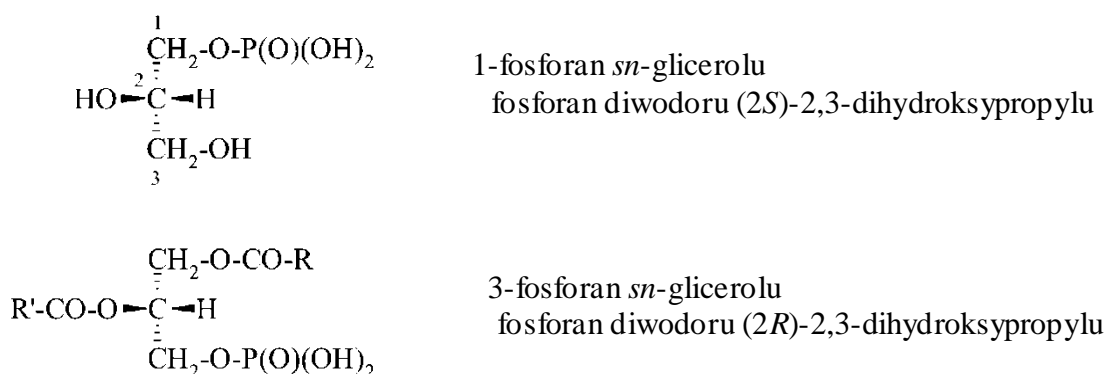 1
CH₂-O-P(O)(OH)₂
2
HO C H
CH₂-OH
3
1-fosforan sn-glicerolu
fosforan diwodoru (2S)-2,3-dihydroksypropylu
CH₂-O-CO-R
R'-CO-O C H
CH₂-O-P(O)(OH)₂
3-fosforan sn-glicerolu
fosforan diwodoru (2R)-2,3-dihydroksypropylu